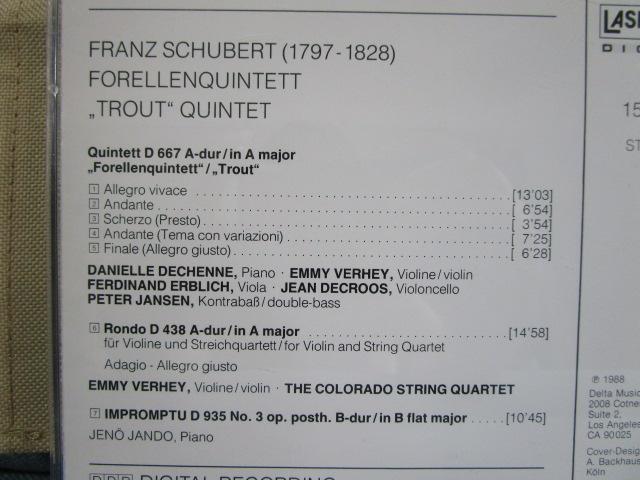 FRANZ SCHUBERT (1797-1828)
FORELLENQUINTETT
„TROUT“ QUINTET
Quintett D 667 A-dur/in A major
„Forellenquintett“/„Trout“
1 Allegro vivace [13’03]
2 Andante [ 6’54]
3 Scherzo (Presto) [ 3’54]
4 Andante (Tema con variazioni) [ 7’25]
5 Finale (Allegro giusto) [ 6’28]
DANIELLE DECHENNE, Piano · EMMY VERHEY, Violine/violin
FERDINAND ERBLICH, Viola · JEAN DECROOS, Violoncello
PETER JANSEN, Kontrabaß/double-bass
6 Rondo D 438 A-dur/in A major [14’58]
für Violine und Streichquartett/for Violin and String Quartet
Adagio - Allegro giusto
EMMY VERHEY, Violine/violin · THE COLORADO STRING QUARTET
7 IMPROMPTU D 935 No. 3 op. posth. B-dur/in B flat major [10’45]
JENÖ JANDO, Piano
DDD DIGITAL RECORDING
LAS
DIG
15
ST
℗ 1988
Delta Music
2008 Cotne
Suite 2,
Los Angeles
CA 90025
Cover-Desig
A. Backhaus
Köln